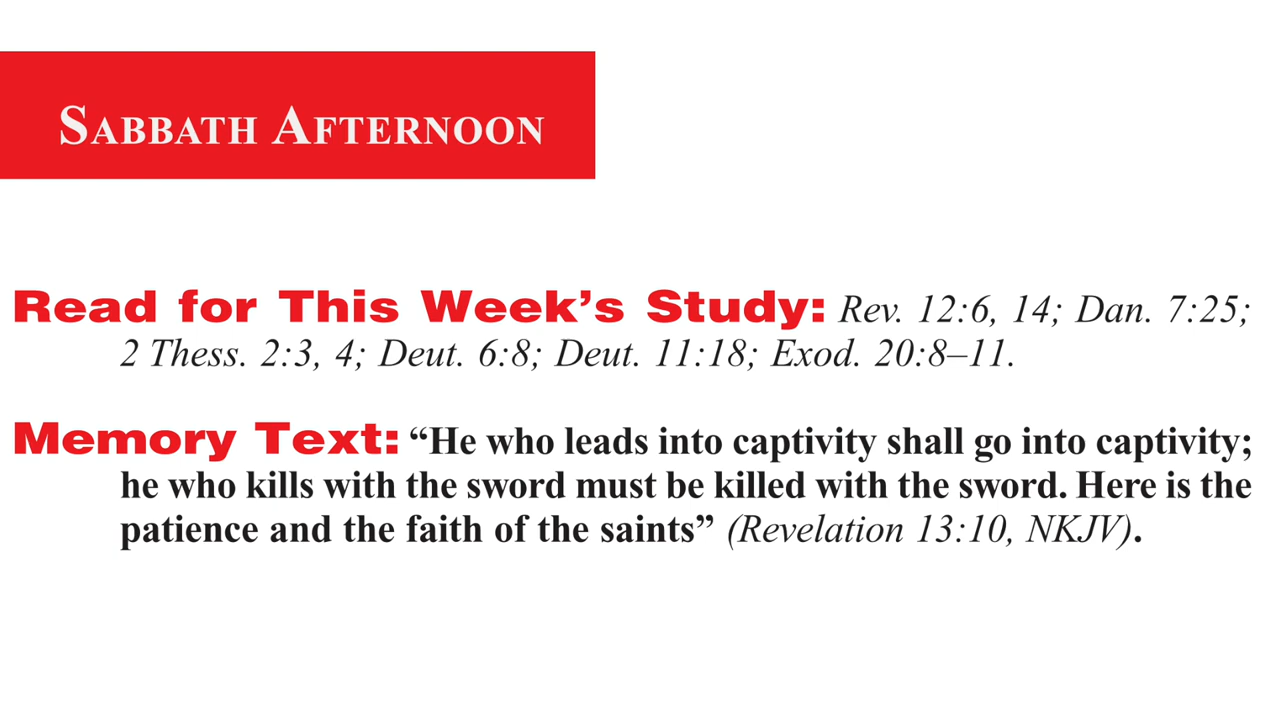 SABBATH AFTERNOON
Read for This Week’s Study: Rev. 12:6, 14; Dan. 7:25;
2 Thess. 2:3, 4; Deut. 6:8; Deut. 11:18; Exod. 20:8–11.
Memory Text: “He who leads into captivity shall go into captivity;
he who kills with the sword must be killed with the sword. Here is the
patience and the faith of the saints” (Revelation 13:10, NKJV).